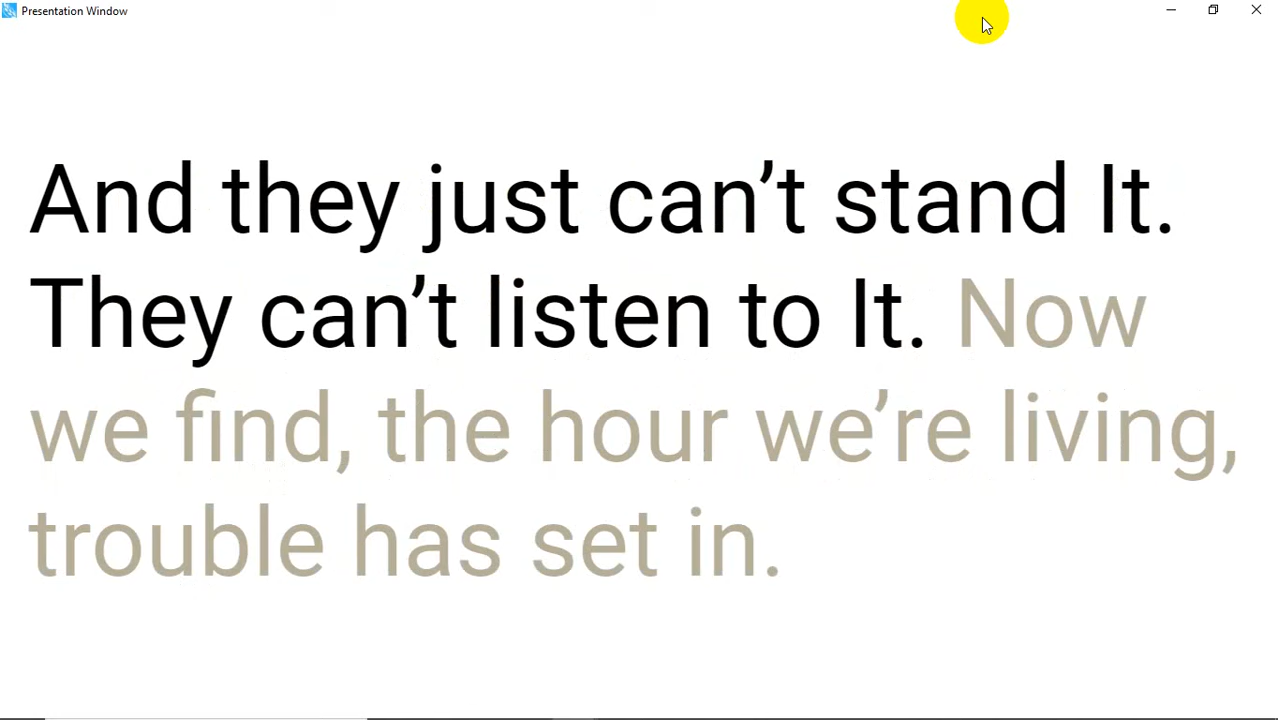 Presentation Window
And they just can’t stand It.
They can’t listen to It. Now
we find, the hour we’re living,
trouble has set in.